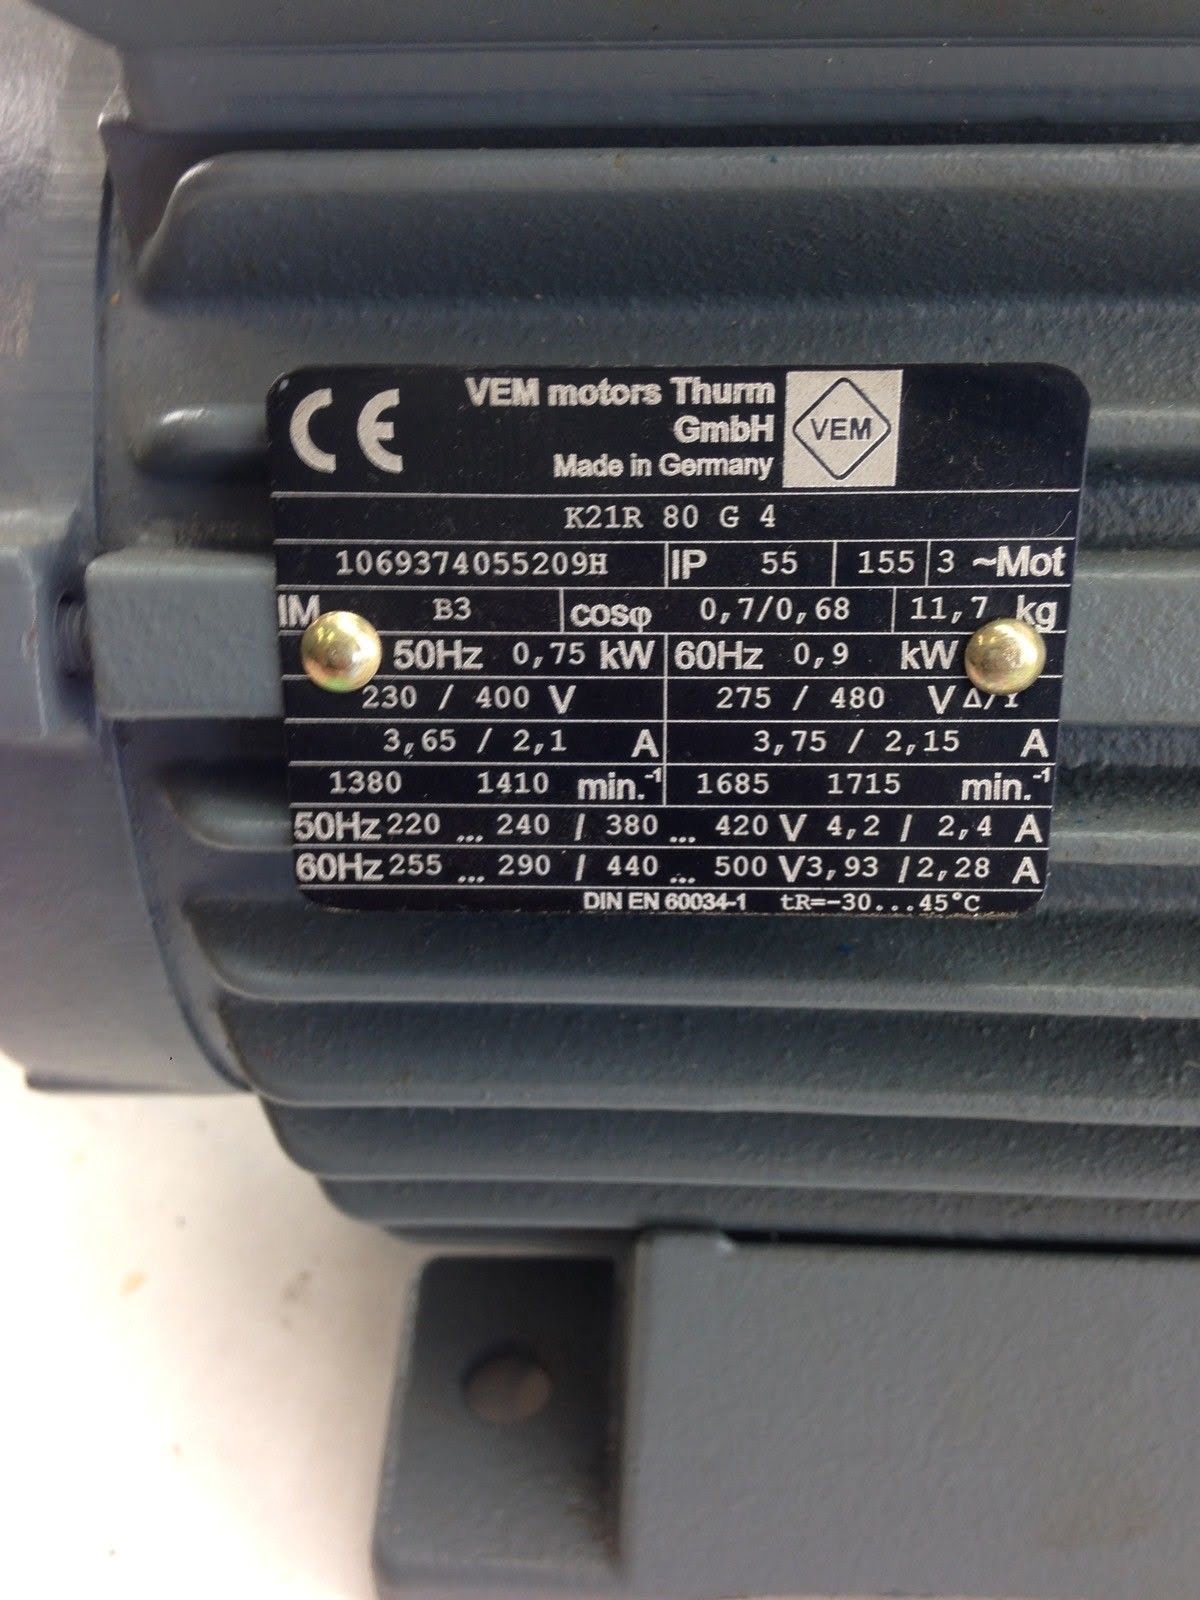 CE VEM motors Thurm
GmbH VEM
Made in Germany
K21R 80 G 4
1069374055209H IP 55 155 3 ~Mot
IM B3 cosφ 0,7/0,68 11,7 kg
50Hz 0,75 kW 60Hz 0,9 kW
230 / 400 V 275 / 480 V Δ/Y
3,65 / 2,1 A 3,75 / 2,15 A
1380 1410 min.-1 1685 1715 min.-1
50Hz 220 ... 240 / 380 ... 420 V 4,2 / 2,4 A
60Hz 255 ... 290 / 440 ... 500 V 3,93 / 2,28 A
DIN EN 60034-1 tR=-30...45°C